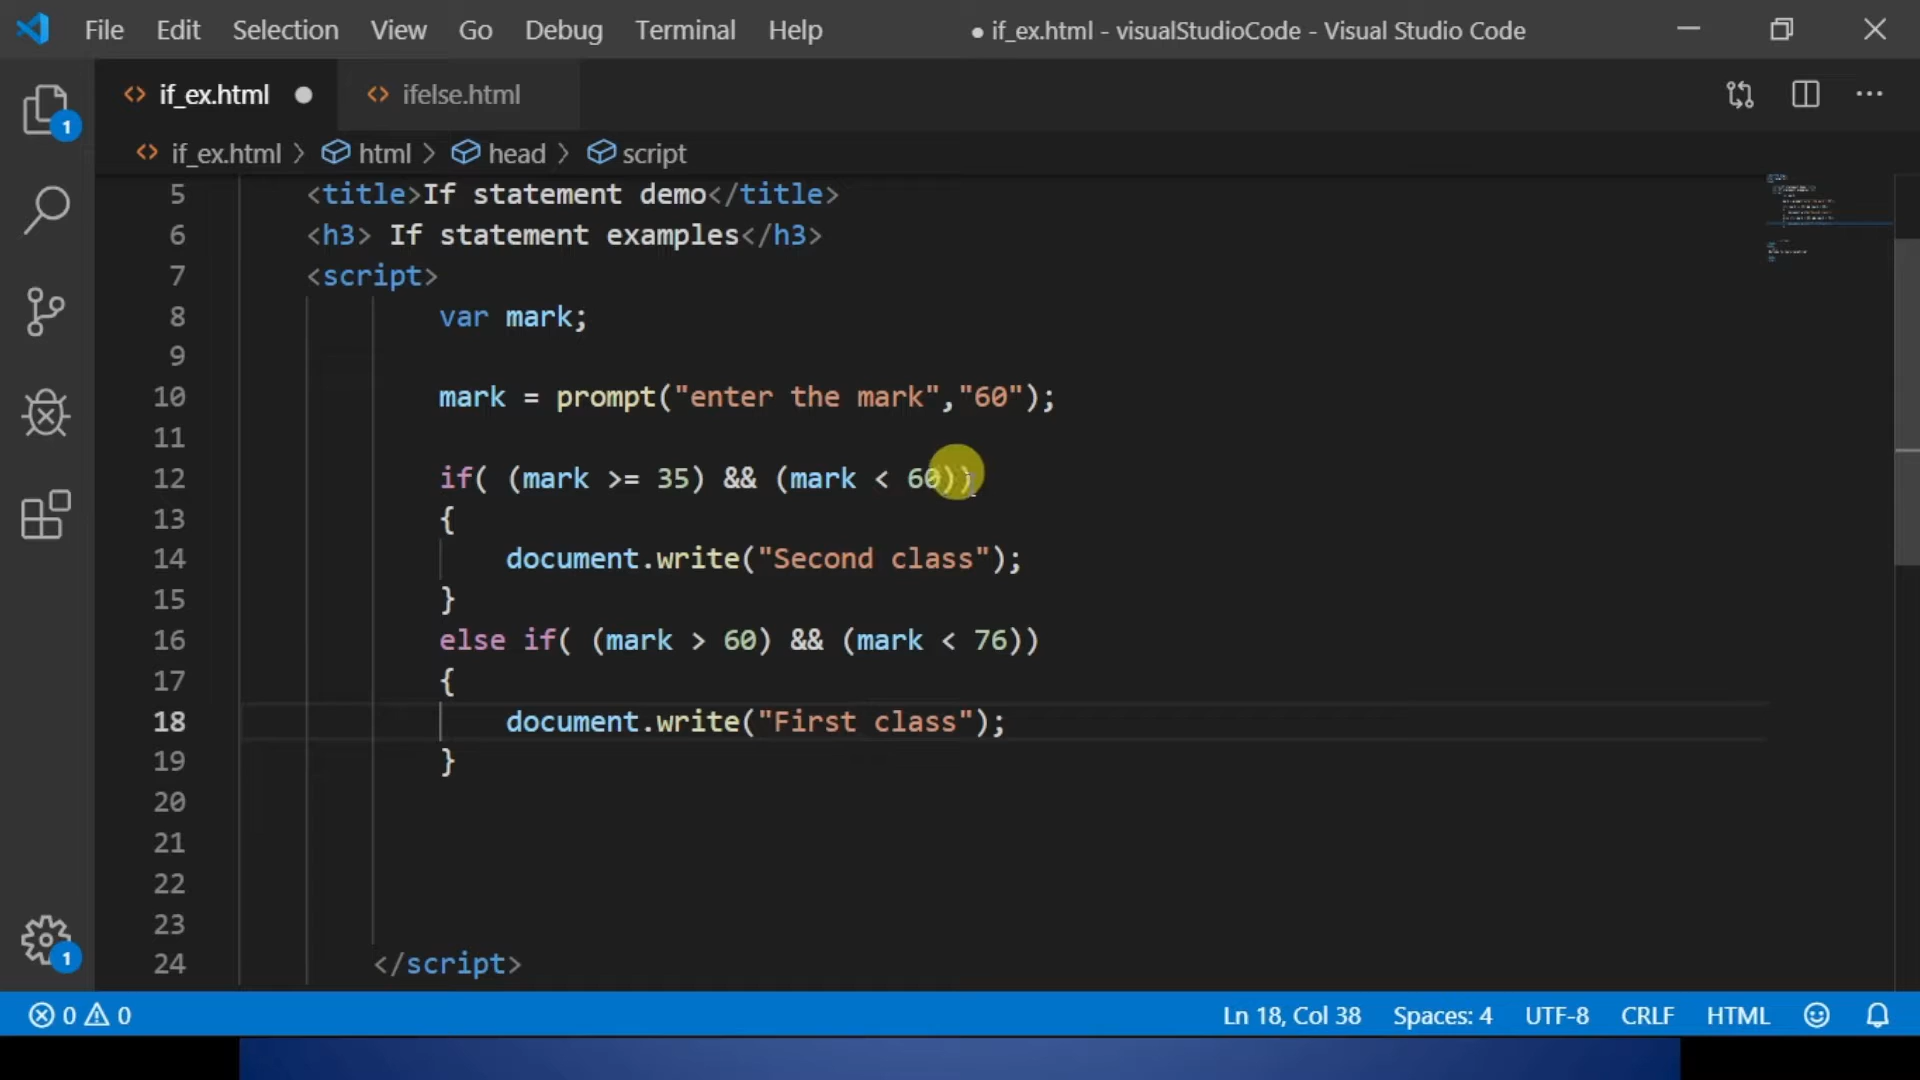 File Edit Selection View Go Debug Terminal Help ● if_ex.html - visualStudioCode - Visual Studio Code
<> if_ex.html ● <> ifelse.html
1
<> if_ex.html > html > head > script
5 <title>If statement demo</title>
6 <h3> If statement examples</h3>
7 <script>
8 var mark;
9
10 mark = prompt("enter the mark","60");
11
12 if( (mark >= 35) && (mark < 60))
13 {
14 document.write("Second class");
15 }
16 else if( (mark > 60) && (mark < 76))
17 {
18 document.write("First class");
19 }
20
21
22
23
1
24 </script>
0 0 Ln 18, Col 38 Spaces: 4 UTF-8 CRLF HTML